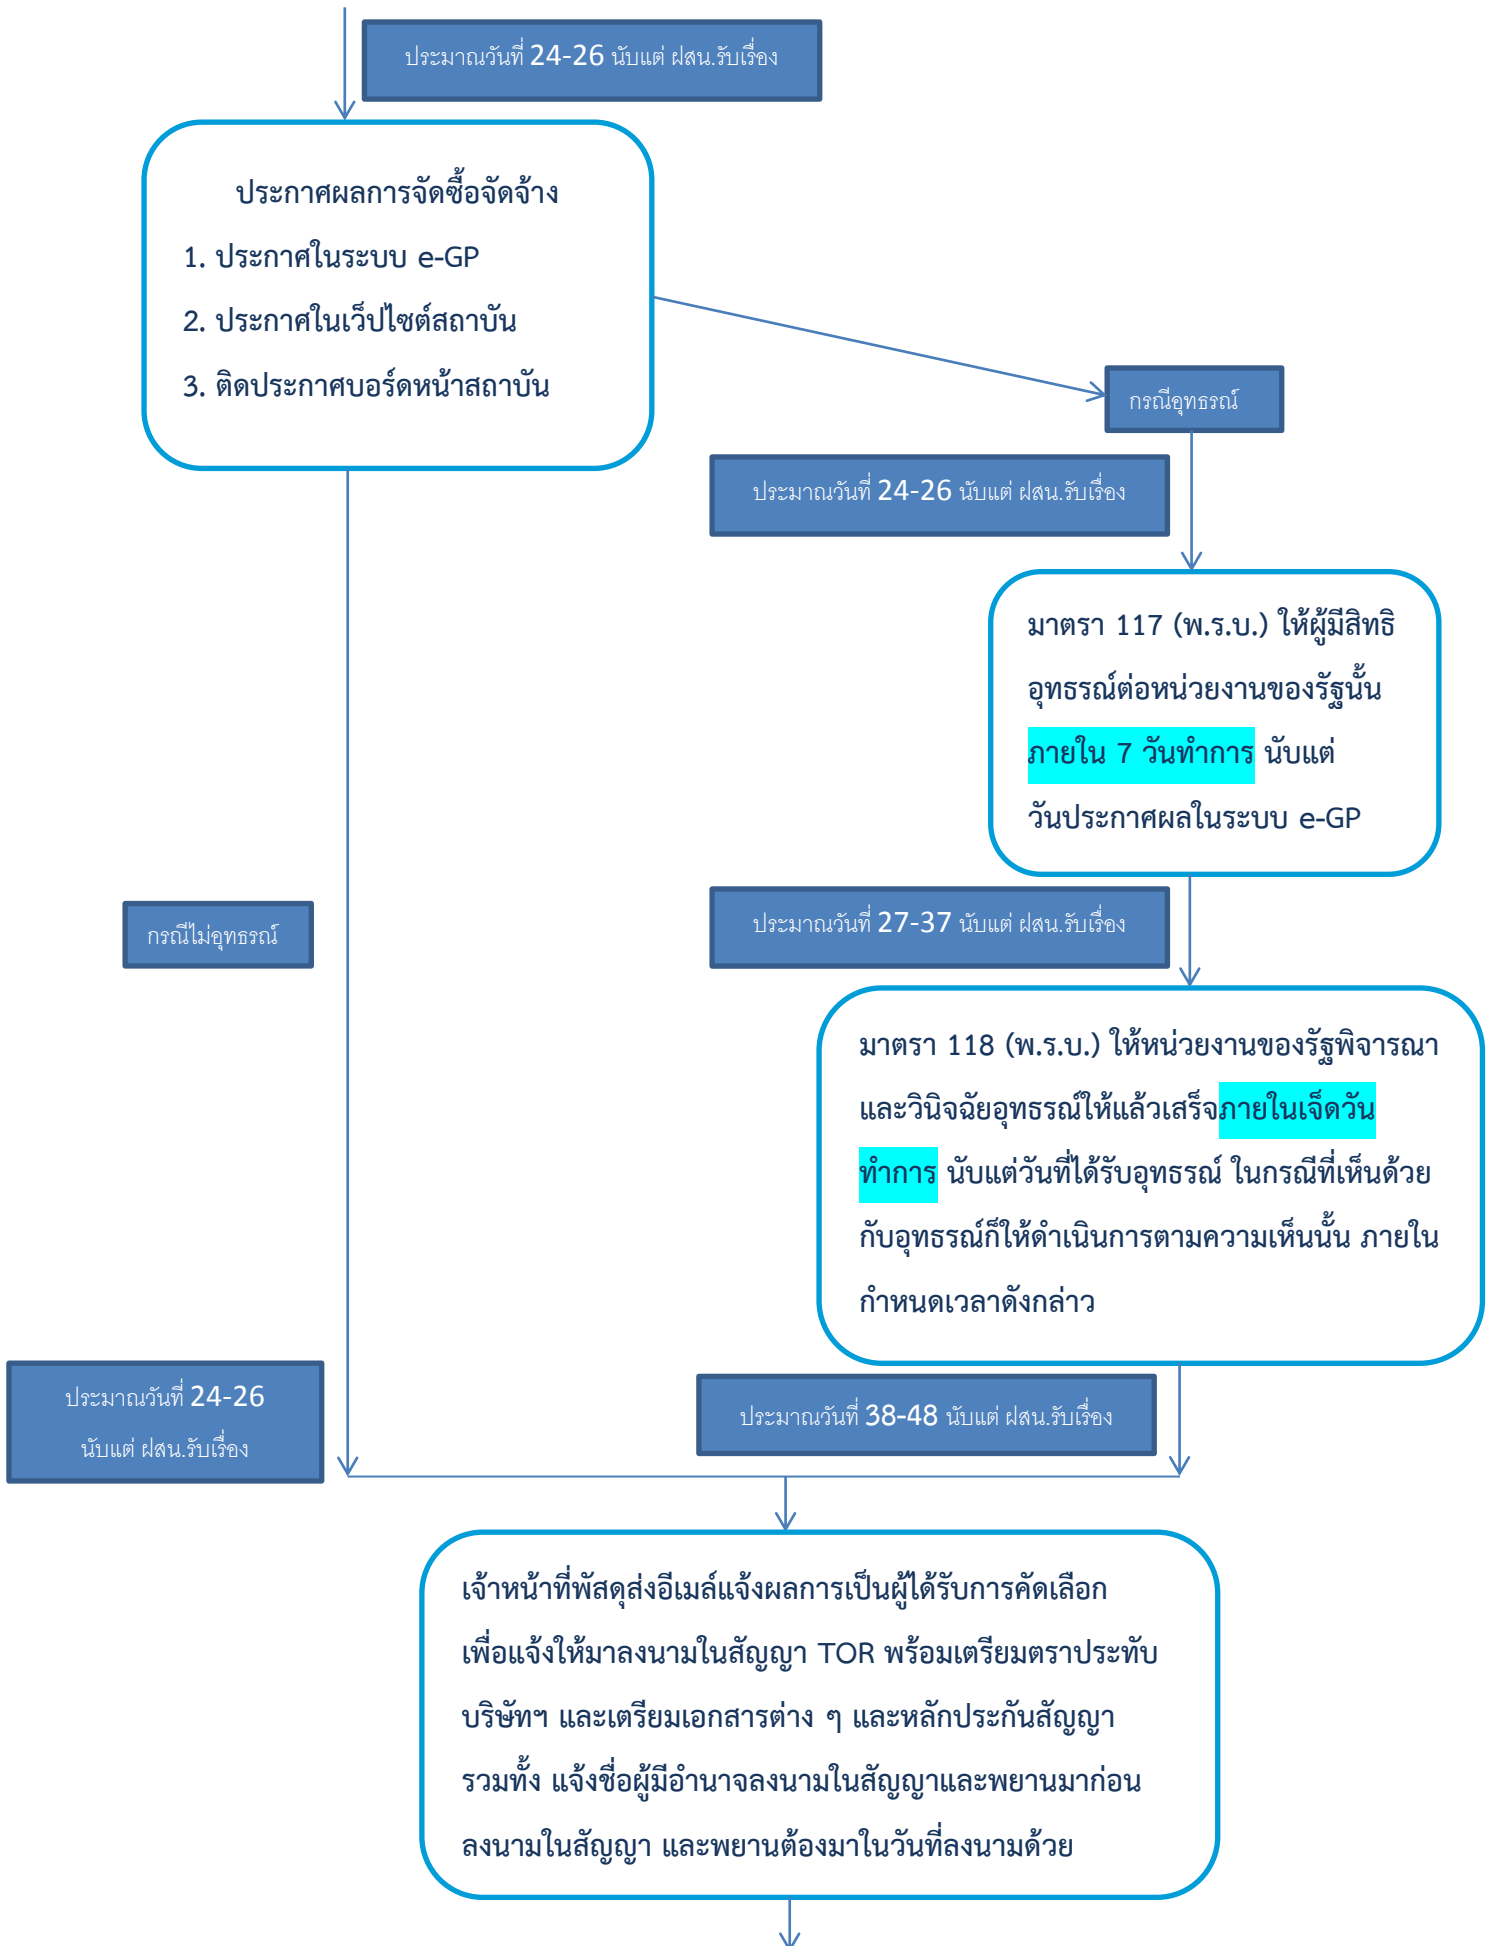 ประมาณวันที่ 24-26 นับแต่ ฝสน.รับเรื่อง
ประกาศผลการจัดซื้อจัดจ้าง
1. ประกาศในระบบ e-GP
2. ประกาศในเว็ปไซต์สถาบัน
3. ติดประกาศบอร์ดหน้าสถาบัน
กรณีอุทธรณ์
ประมาณวันที่ 24-26 นับแต่ ฝสน.รับเรื่อง
มาตรา 117 (พ.ร.บ.) ให้ผู้มีสิทธิ
อุทธรณ์ต่อหน่วยงานของรัฐนั้น
ภายใน 7 วันทำการ นับแต่
วันประกาศผลในระบบ e-GP
กรณีไม่อุทธรณ์
ประมาณวันที่ 27-37 นับแต่ ฝสน.รับเรื่อง
มาตรา 118 (พ.ร.บ.) ให้หน่วยงานของรัฐพิจารณา
และวินิจฉัยอุทธรณ์ให้แล้วเสร็จภายในเจ็ดวัน
ทำการ นับแต่วันที่ได้รับอุทธรณ์ ในกรณีที่เห็นด้วย
กับอุทธรณ์ก็ให้ดำเนินการตามความเห็นนั้น ภายใน
กำหนดเวลาดังกล่าว
ประมาณวันที่ 24-26
นับแต่ ฝสน.รับเรื่อง
ประมาณวันที่ 38-48 นับแต่ ฝสน.รับเรื่อง
เจ้าหน้าที่พัสดุส่งอีเมล์แจ้งผลการเป็นผู้ได้รับการคัดเลือก
เพื่อแจ้งให้มาลงนามในสัญญา TOR พร้อมเตรียมตราประทับ
บริษัทฯ และเตรียมเอกสารต่าง ๆ และหลักประกันสัญญา
รวมทั้ง แจ้งชื่อผู้มีอำนาจลงนามในสัญญาและพยานมาก่อน
ลงนามในสัญญา และพยานต้องมาในวันที่ลงนามด้วย